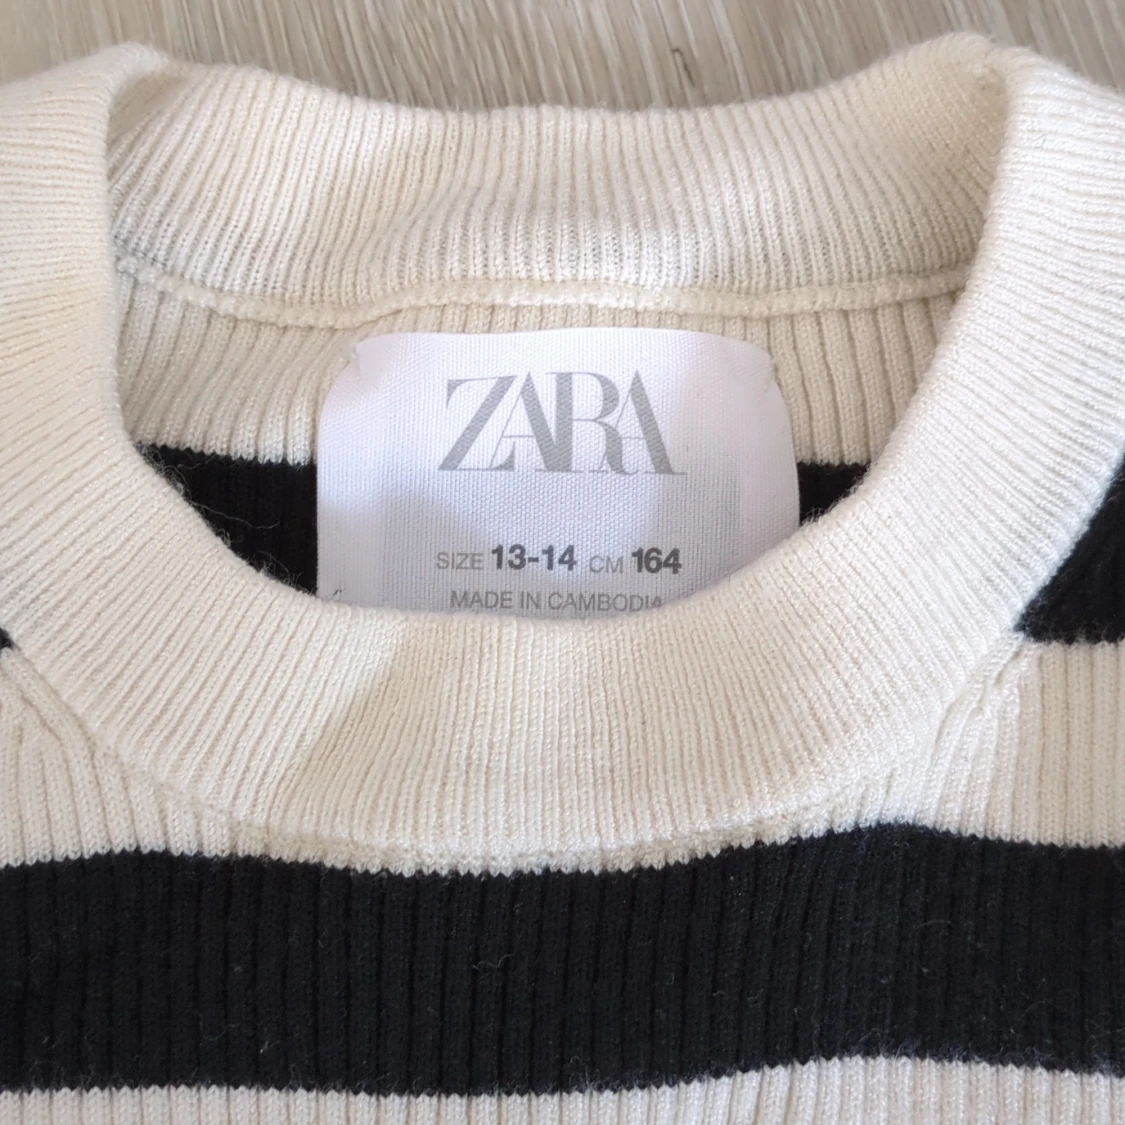 ZARA
SIZE 13-14 CM 164
MADE IN CAMBODIA